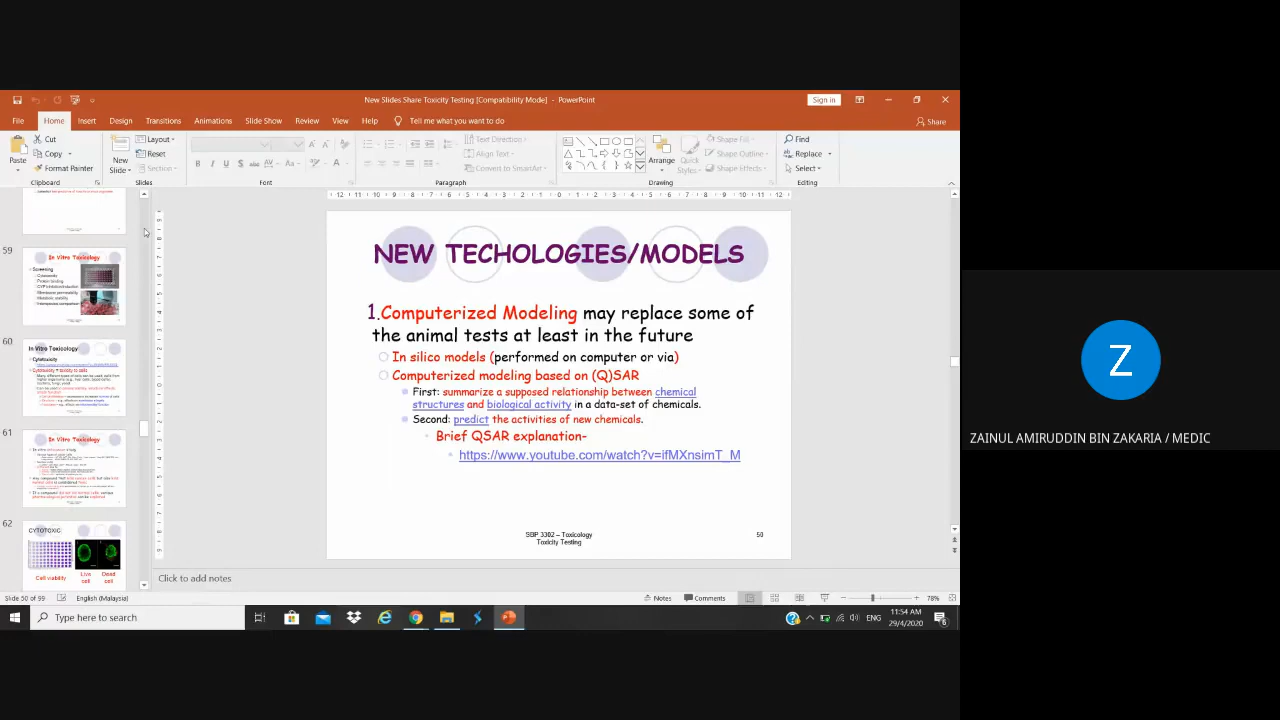 New Slides Share Toxicity Testing [Compatibility Mode] - PowerPoint
Sign in
File Home Insert Design Transitions Animations Slide Show Review View Help Tell me what you want to do
Share
Paste
Cut
Copy
Format Painter
Clipboard
New Slide
Layout
Reset
Section
Slides
Font
Text Direction
Align Text
Convert to SmartArt
Paragraph
Arrange
Quick Styles
Shape Fill
Shape Outline
Shape Effects
Drawing
Find
Replace
Select
Editing
59
In Vitro Toxicology
Screening
60
In Vitro Toxicology
Cytotoxicity
61
In Vitro Toxicology
62
CYTOTOXIC
Cell viability
Live cell
Dead cell
NEW TECHOLOGIES/MODELS
1.Computerized Modeling may replace some of
the animal tests at least in the future
In silico models (performed on computer or via)
Computerized modeling based on (Q)SAR
First: summarize a supposed relationship between chemical
structures and biological activity in a data-set of chemicals.
Second: predict the activities of new chemicals.
Brief QSAR explanation-
https://www.youtube.com/watch?v=ifMXnsimT_M
SBP 3302 – Toxicology
Toxicity Testing
50
Click to add notes
Slide 50 of 99
English (Malaysia)
Notes
Comments
78%
Type here to search
ENG
11:54 AM
29/4/2020
Z
ZAINUL AMIRUDDIN BIN ZAKARIA / MEDIC